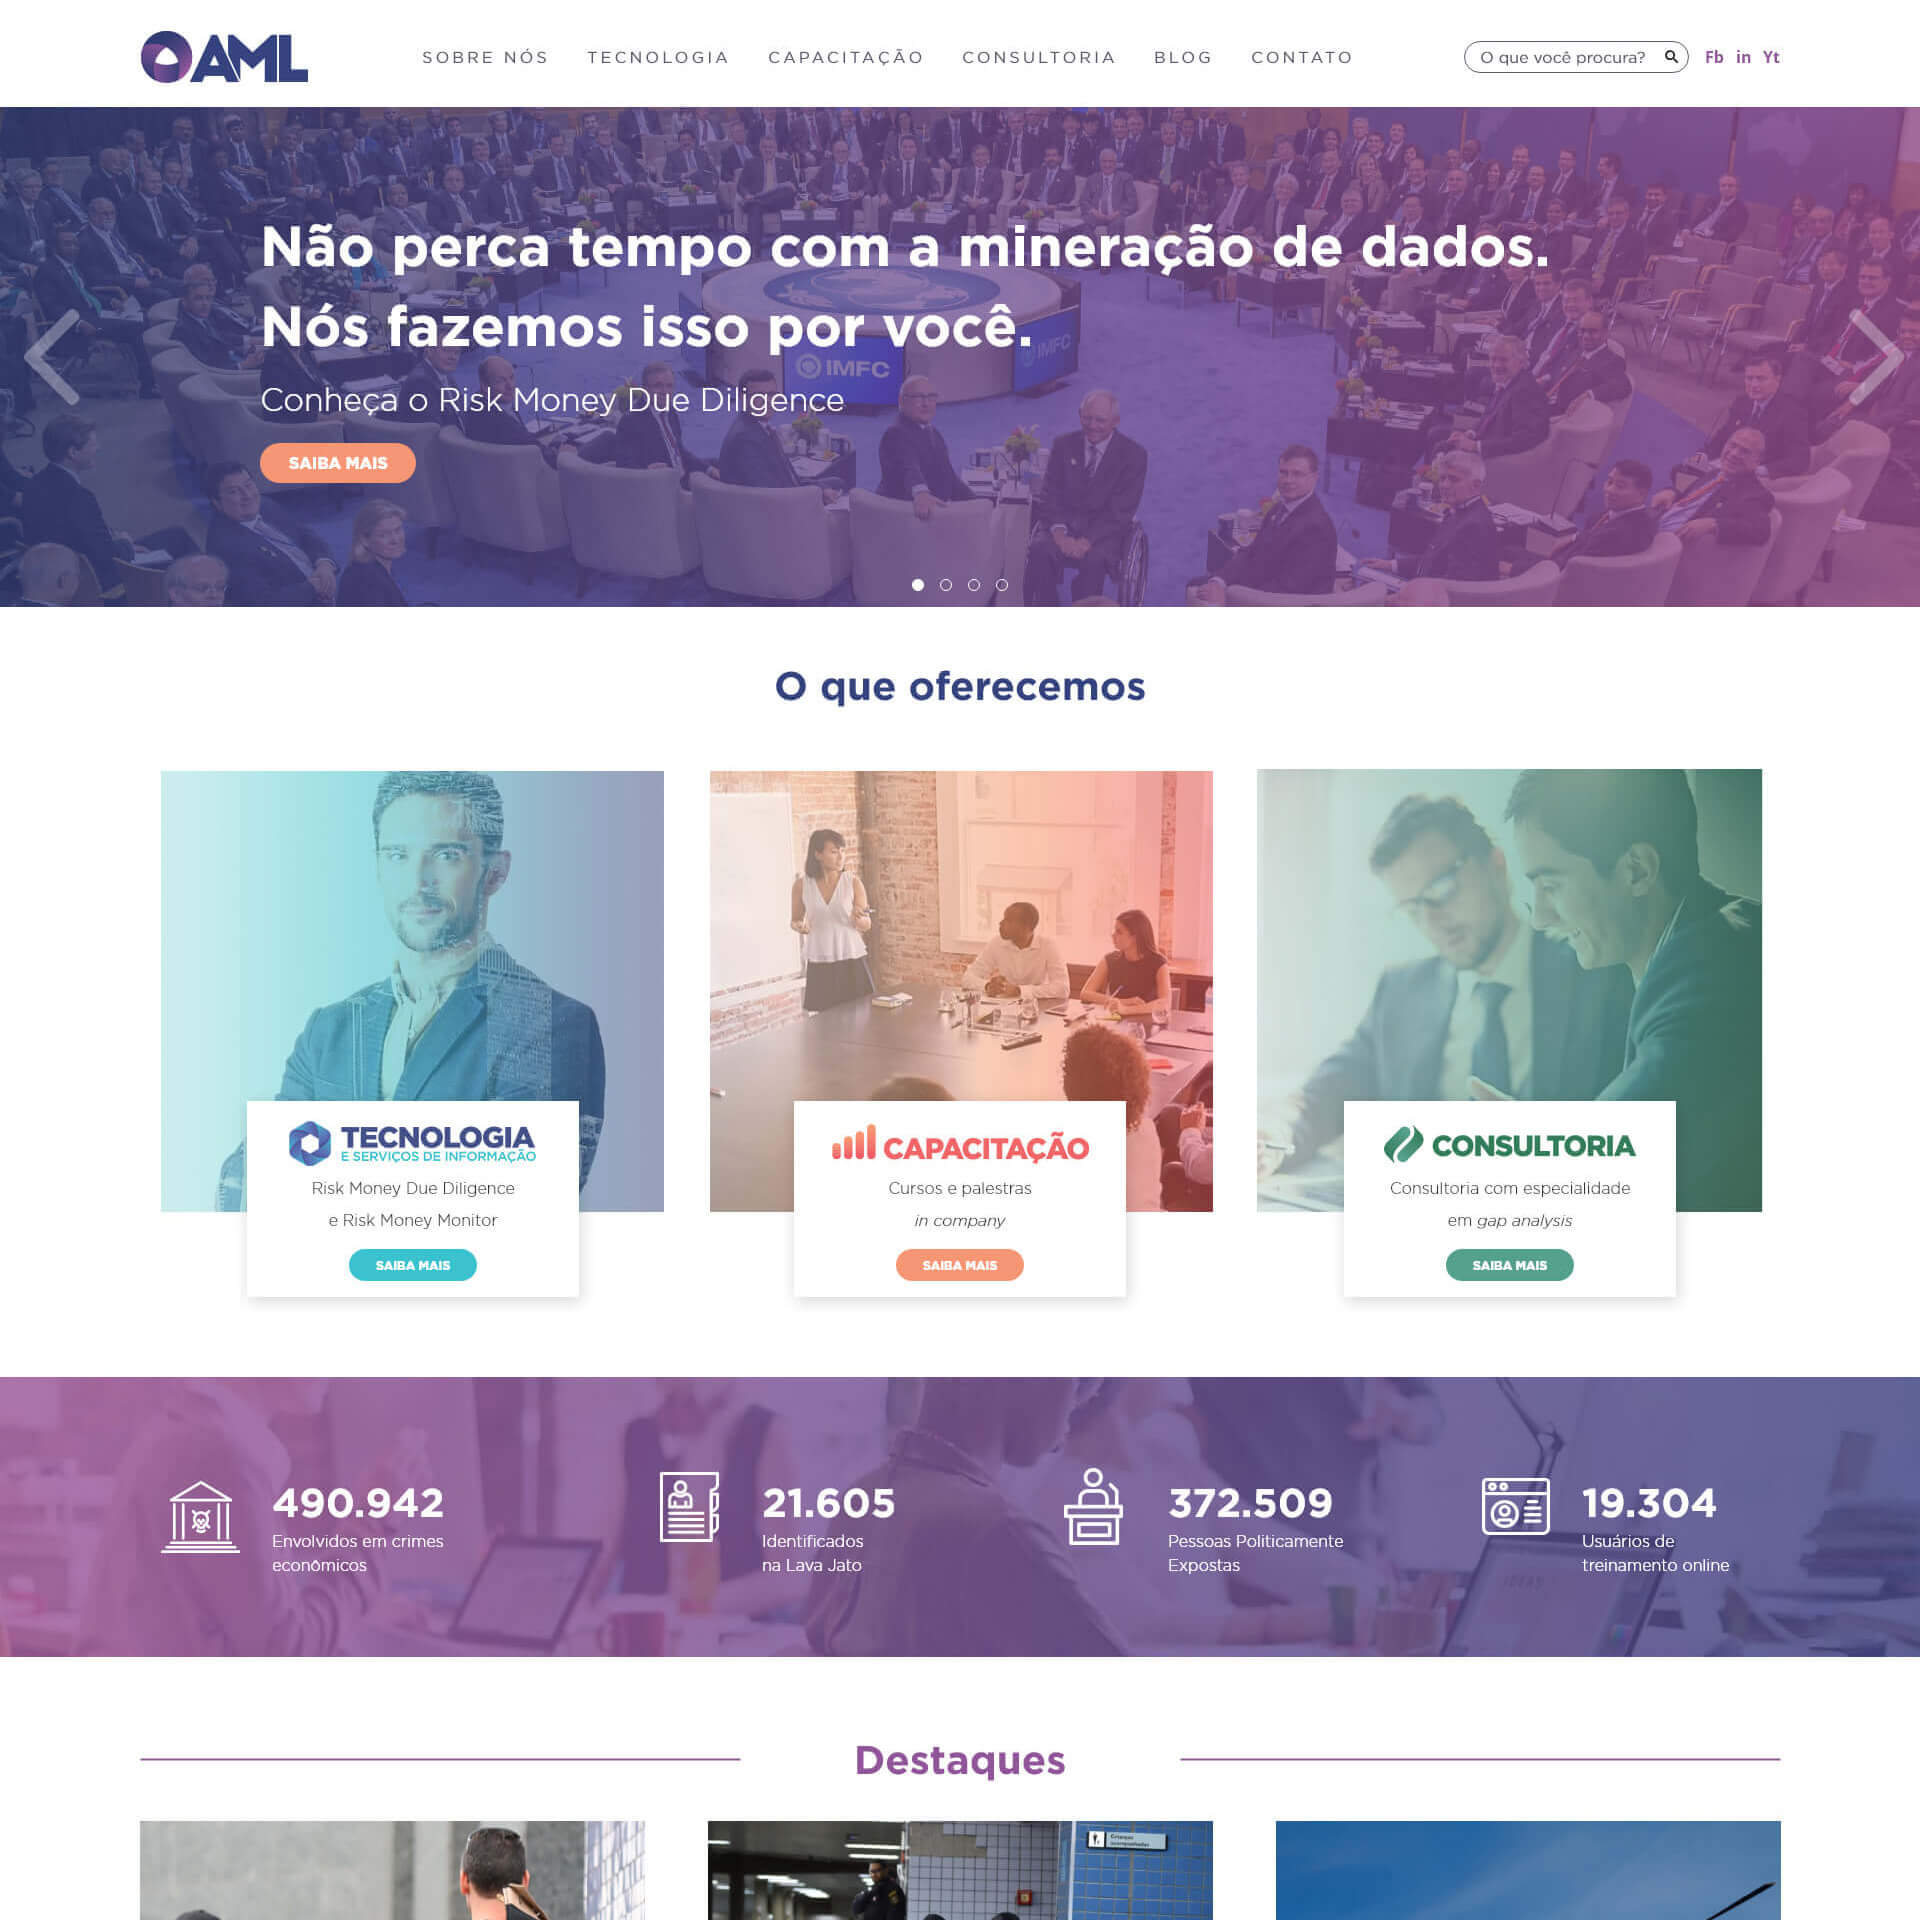 AML
SOBRE NÓS TECNOLOGIA CAPACITAÇÃO CONSULTORIA BLOG CONTATO
O que você procura?
Fb in Yt
Não perca tempo com a mineração de dados.
Nós fazemos isso por você.
IMFC
IMFC
Conheça o Risk Money Due Diligence
SAIBA MAIS
O que oferecemos
TECNOLOGIA
E SERVIÇOS DE INFORMAÇÃO
Risk Money Due Diligence
e Risk Money Monitor
SAIBA MAIS
CAPACITAÇÃO
Cursos e palestras
in company
SAIBA MAIS
CONSULTORIA
Consultoria com especialidade
em gap analysis
SAIBA MAIS
490.942
Envolvidos em crimes
econômicos
21.605
Identificados
na Lava Jato
372.509
Pessoas Politicamente
Expostas
19.304
Usuários de
treinamento online
IDEAS
Destaques
Crianças
acompanhadas